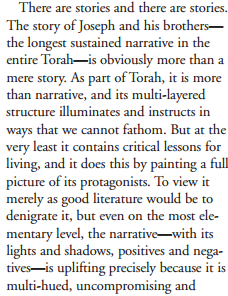 There are stories and there are stories.
The story of Joseph and his brothers—
the longest sustained narrative in the
entire Torah—is obviously more than a
mere story. As part of Torah, it is more
than narrative, and its multi-layered
structure illuminates and instructs in
ways that we cannot fathom. But at the
very least it contains critical lessons for
living, and it does this by painting a full
picture of its protagonists. To view it
merely as good literature would be to
denigrate it, but even on the most ele-
mentary level, the narrative—with its
lights and shadows, positives and nega-
tives—is uplifting precisely because it is
multi-hued, uncompromising and